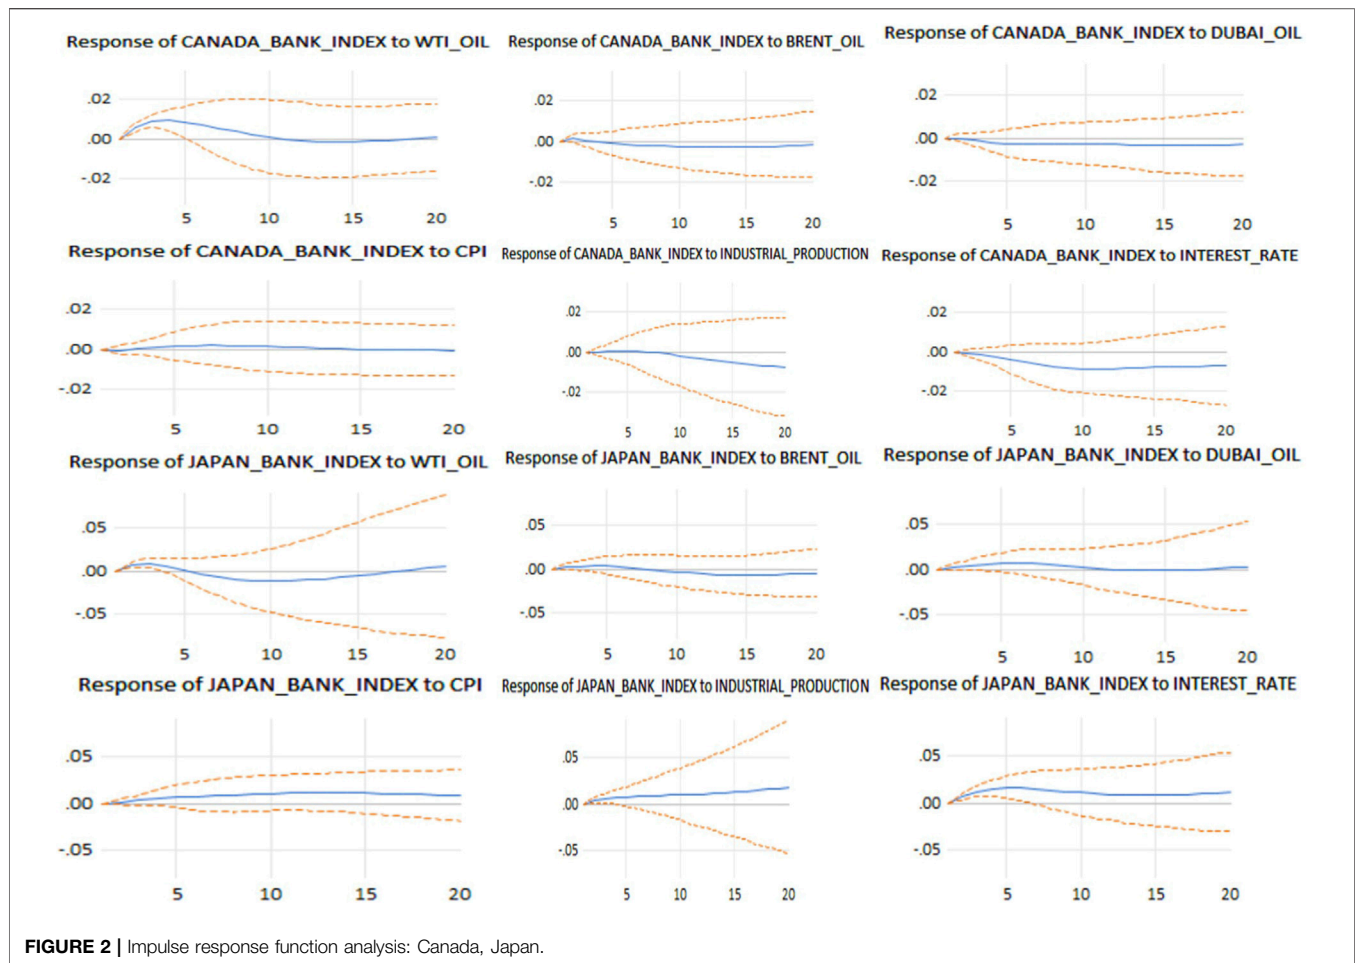 Response of CANADA_BANK_INDEX to WTI_OIL
Response of CANADA_BANK_INDEX to BRENT_OIL
Response of CANADA_BANK_INDEX to DUBAI_OIL
.02
.00
-.02
5 10 15 20
.02
.00
-.02
5 10 15 20
.02
.00
-.02
5 10 15 20
Response of CANADA_BANK_INDEX to CPI
Response of CANADA_BANK_INDEX to INDUSTRIAL_PRODUCTION
Response of CANADA_BANK_INDEX to INTEREST_RATE
.02
.00
-.02
5 10 15 20
.02
.00
-.02
5 10 15 20
.02
.00
-.02
5 10 15 20
Response of JAPAN_BANK_INDEX to WTI_OIL
Response of JAPAN_BANK_INDEX to BRENT_OIL
Response of JAPAN_BANK_INDEX to DUBAI_OIL
.05
.00
-.05
5 10 15 20
.05
.00
-.05
5 10 15 20
.05
.00
-.05
5 10 15 20
Response of JAPAN_BANK_INDEX to CPI
Response of JAPAN_BANK_INDEX to INDUSTRIAL_PRODUCTION
Response of JAPAN_BANK_INDEX to INTEREST_RATE
.05
.00
-.05
5 10 15 20
.05
.00
-.05
5 10 15 20
.05
.00
-.05
5 10 15 20
FIGURE 2 | Impulse response function analysis: Canada, Japan.